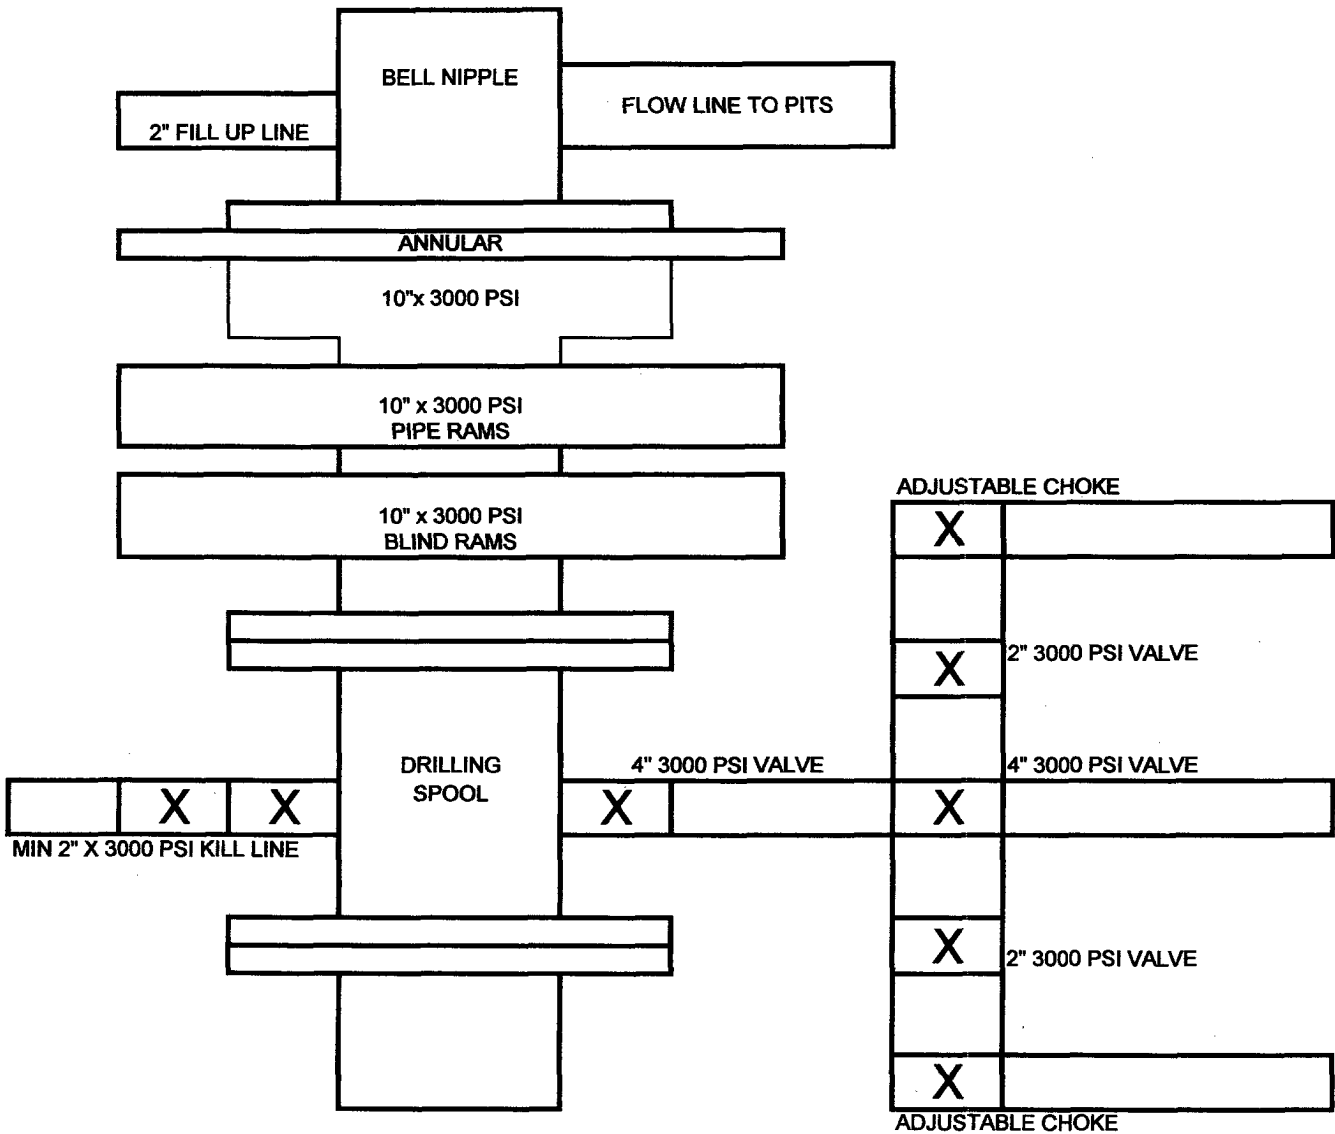 BELL NIPPLE
FLOW LINE TO PITS
2" FILL UP LINE
ANNULAR
10"x 3000 PSI
10" x 3000 PSI
PIPE RAMS
10" x 3000 PSI
BLIND RAMS
ADJUSTABLE CHOKE
X
X
2" 3000 PSI VALVE
DRILLING
SPOOL
4" 3000 PSI VALVE
4" 3000 PSI VALVE
X
X
X
X
MIN 2" X 3000 PSI KILL LINE
X
2" 3000 PSI VALVE
X
ADJUSTABLE CHOKE